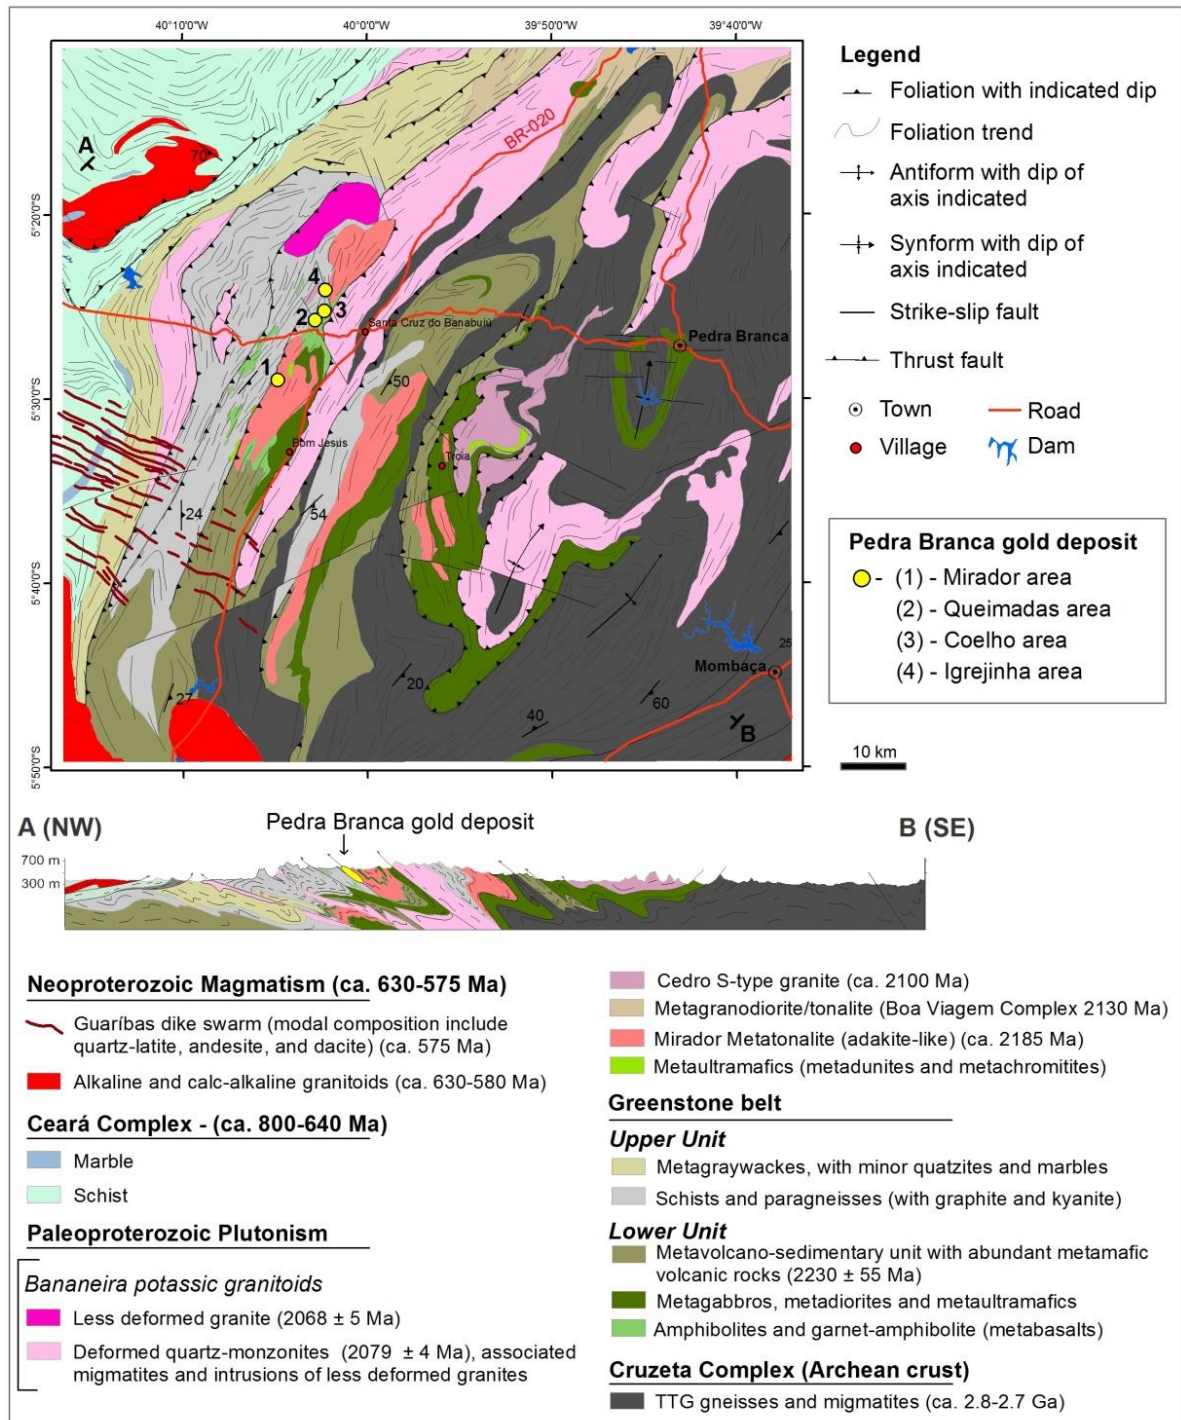 40°10'0"W
40°0'0"W
39°50'0"W
39°40'0"W
5°20'0"S
5°30'0"S
5°40'0"S
5°50'0"S
A
70
BR-020
4
3
2
Santa Cruz do Banabuiú
Pedra Branca
1
50
Bom Jesus
Troia
24
54
27
20
40
60
Mombaça
25
B
Legend
Foliation with indicated dip
Foliation trend
Antiform with dip of
axis indicated
Synform with dip of
axis indicated
Strike-slip fault
Thrust fault
Town
Road
Village
Dam
Pedra Branca gold deposit
- (1) - Mirador area
(2) - Queimadas area
(3) - Coelho area
(4) - Igrejinha area
10 km
A (NW)
Pedra Branca gold deposit
B (SE)
700 m
300 m
Neoproterozoic Magmatism (ca. 630-575 Ma)
Guaríbas dike swarm (modal composition include
quartz-latite, andesite, and dacite) (ca. 575 Ma)
Alkaline and calc-alkaline granitoids (ca. 630-580 Ma)
Ceará Complex - (ca. 800-640 Ma)
Marble
Schist
Paleoproterozoic Plutonism
Bananeira potassic granitoids
Less deformed granite (2068 ± 5 Ma)
Deformed quartz-monzonites (2079 ± 4 Ma), associated
migmatites and intrusions of less deformed granites
Cedro S-type granite (ca. 2100 Ma)
Metagranodiorite/tonalite (Boa Viagem Complex 2130 Ma)
Mirador Metatonalite (adakite-like) (ca. 2185 Ma)
Metaultramafics (metadunites and metachromitites)
Greenstone belt
Upper Unit
Metagraywackes, with minor quatzites and marbles
Schists and paragneisses (with graphite and kyanite)
Lower Unit
Metavolcano-sedimentary unit with abundant metamafic
volcanic rocks (2230 ± 55 Ma)
Metagabbros, metadiorites and metaultramafics
Amphibolites and garnet-amphibolite (metabasalts)
Cruzeta Complex (Archean crust)
TTG gneisses and migmatites (ca. 2.8-2.7 Ga)